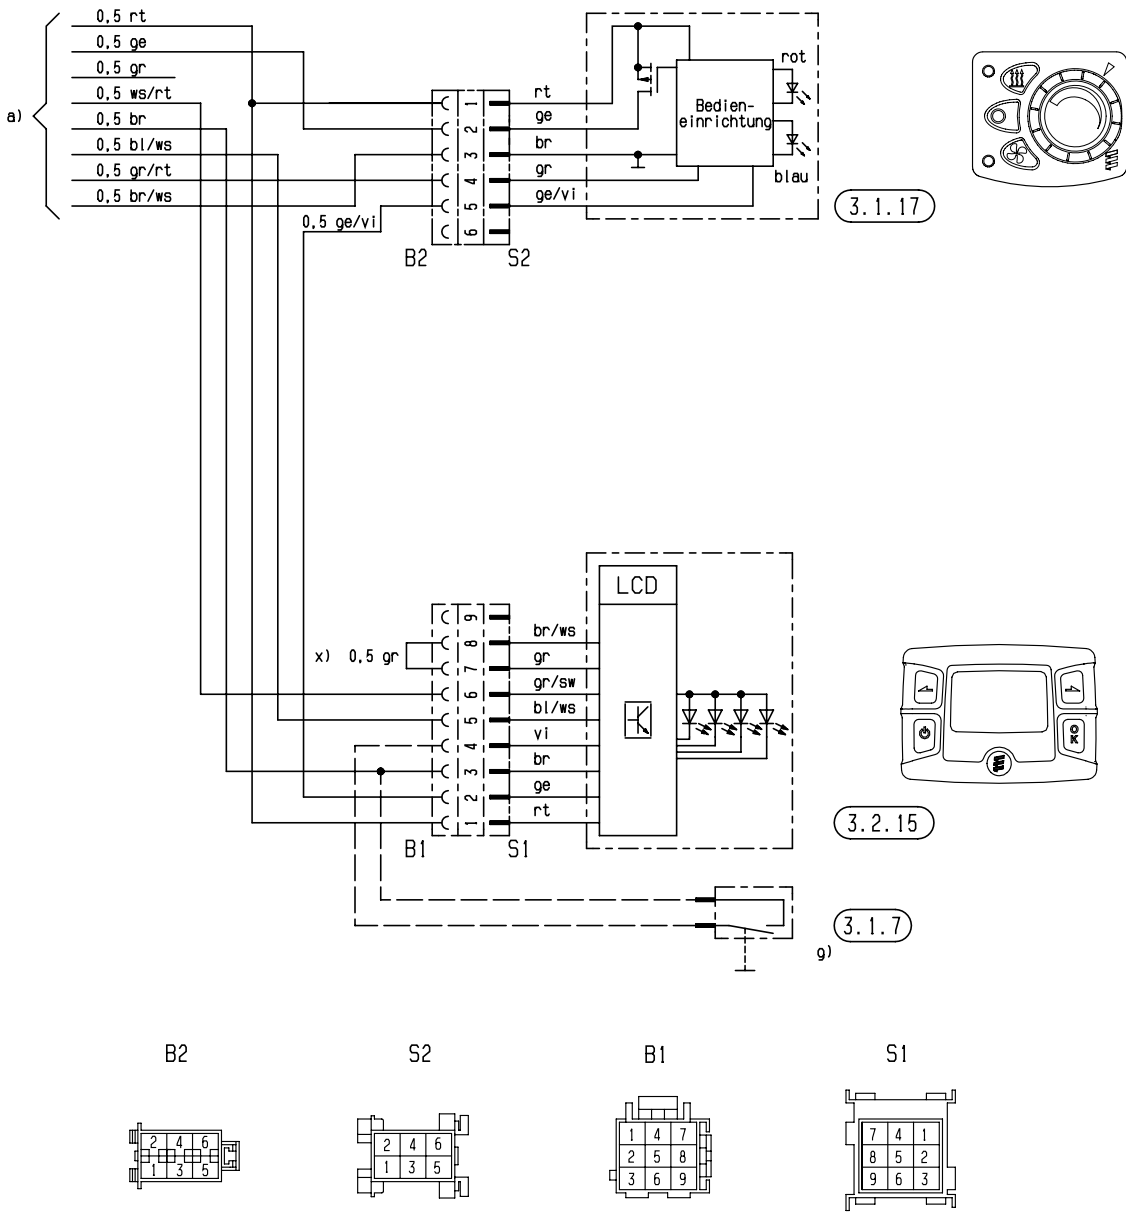 0,5 rt
0,5 ge
0,5 gr
0,5 ws/rt
a)
0,5 br
0,5 bl/ws
0,5 gr/rt
0,5 br/ws
0,5 ge/vi
1
2
3
4
5
6
B2
S2
rt
ge
br
gr
ge/vi
Bedien-
einrichtung
rot
blau
3.1.17
x) 0,5 gr
9
8
7
6
5
4
3
2
1
B1
S1
br/ws
gr
gr/sw
bl/ws
vi
br
ge
rt
LCD
OK
3.2.15
3.1.7
g)
B2
S2
B1
S1
2 4 6
1 3 5
2 4 6
1 3 5
1 4 7
2 5 8
3 6 9
7 4 1
8 5 2
9 6 3